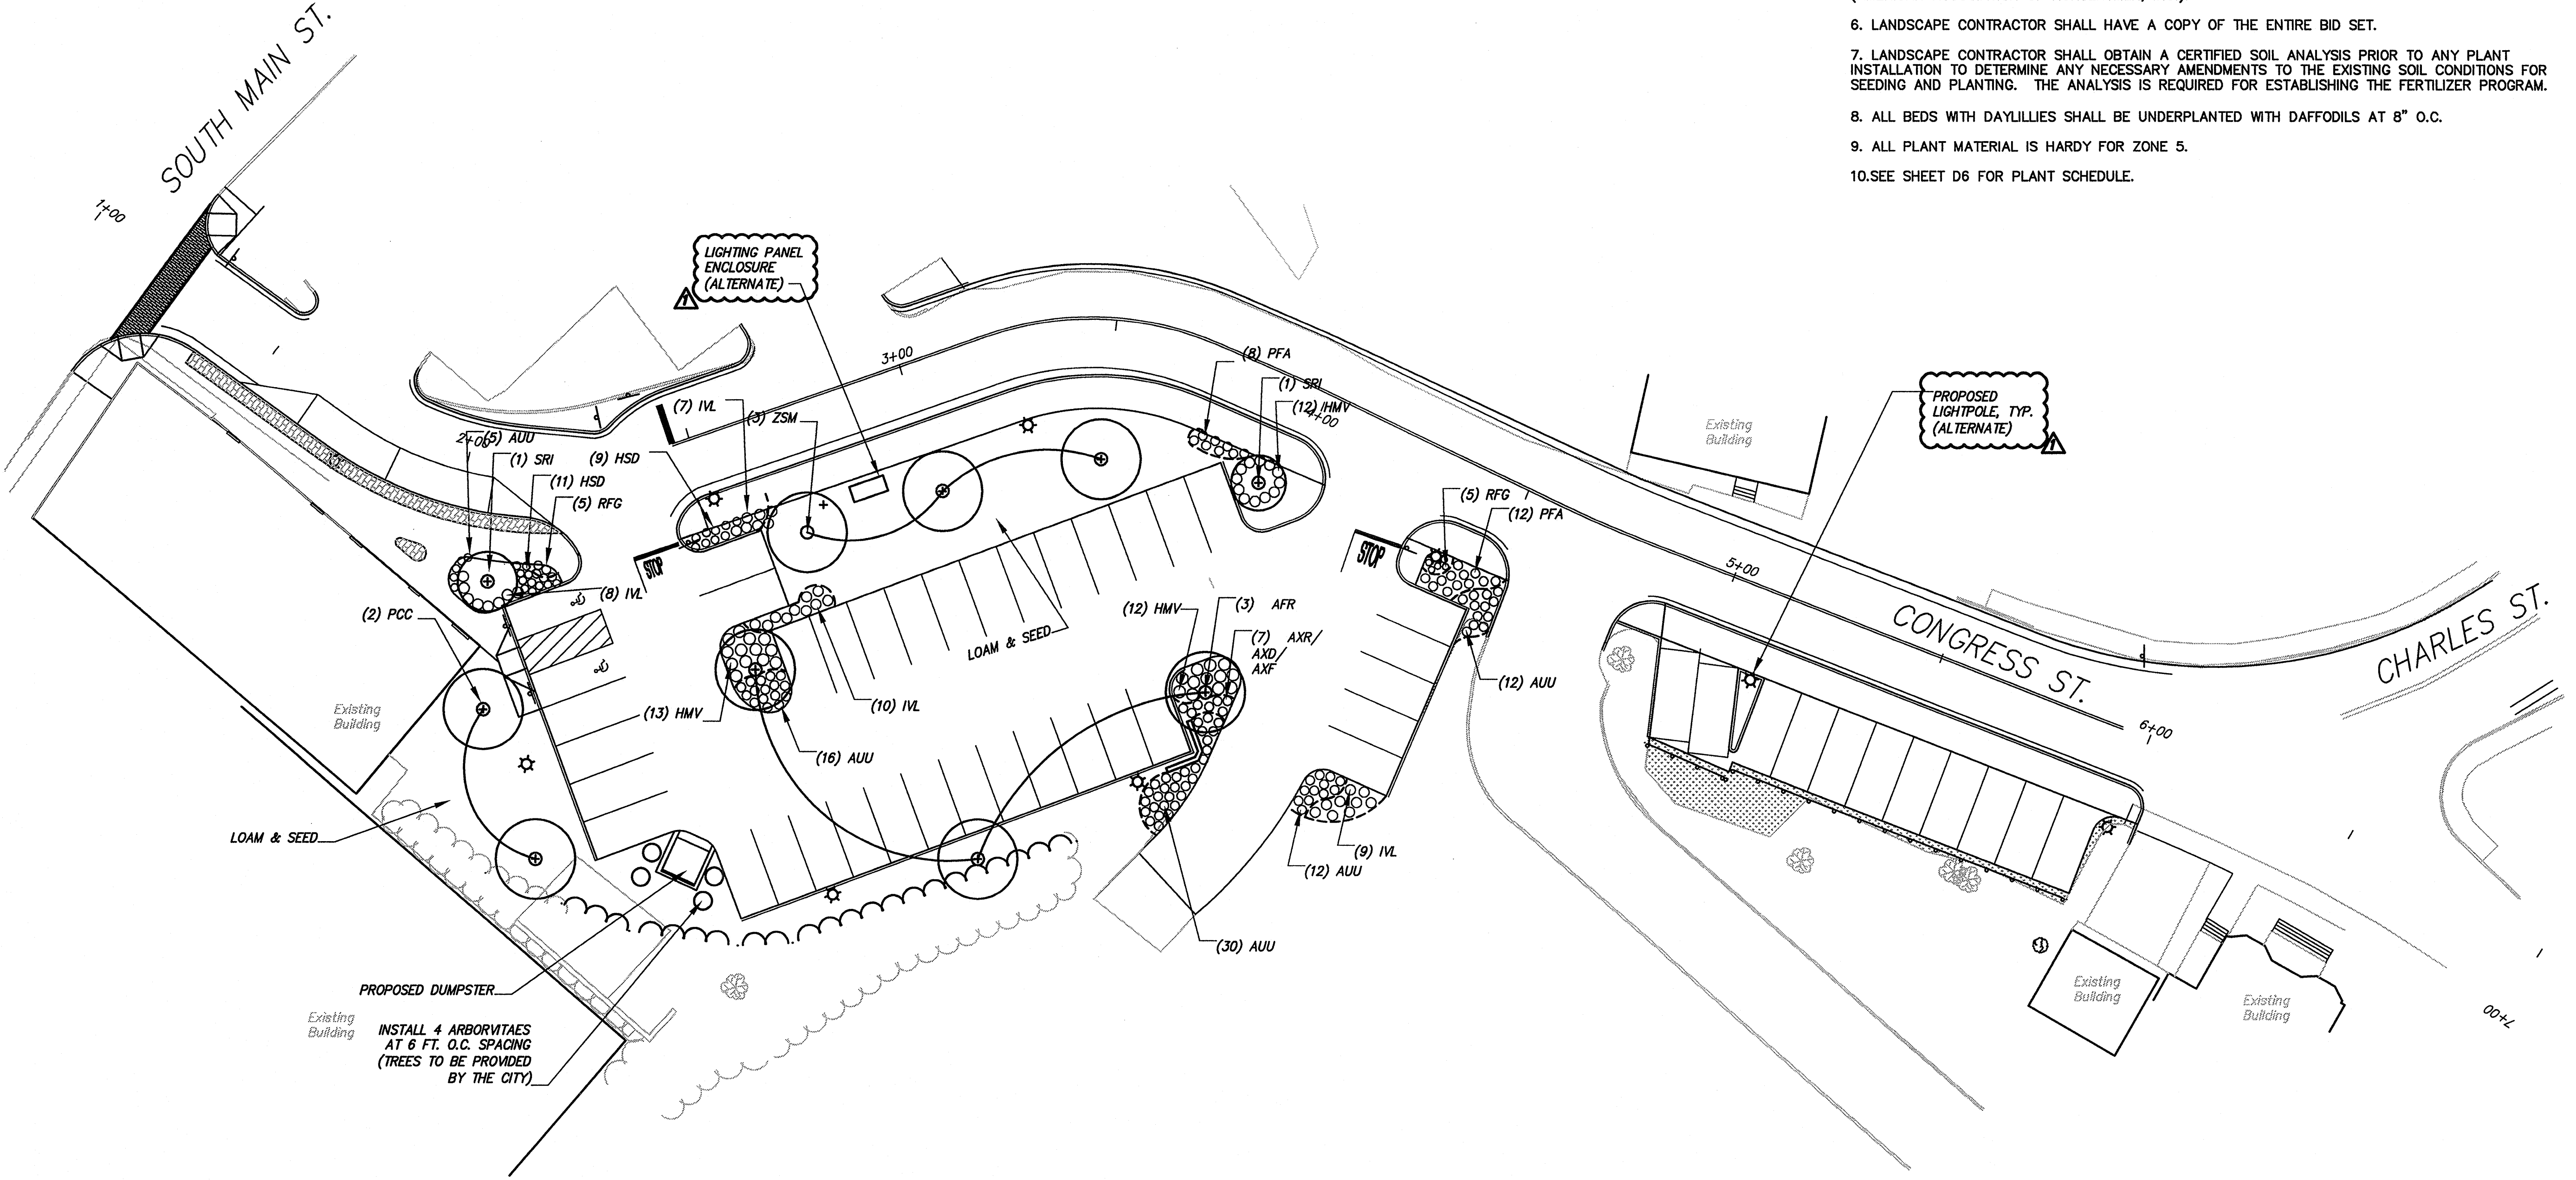 6. LANDSCAPE CONTRACTOR SHALL HAVE A COPY OF THE ENTIRE BID SET.
7. LANDSCAPE CONTRACTOR SHALL OBTAIN A CERTIFIED SOIL ANALYSIS PRIOR TO ANY PLANT
INSTALLATION TO DETERMINE ANY NECESSARY AMENDMENTS TO THE EXISTING SOIL CONDITIONS FOR
SEEDING AND PLANTING. THE ANALYSIS IS REQUIRED FOR ESTABLISHING THE FERTILIZER PROGRAM.
8. ALL BEDS WITH DAYLILLIES SHALL BE UNDERPLANTED WITH DAFFODILS AT 8" O.C.
9. ALL PLANT MATERIAL IS HARDY FOR ZONE 5.
10.SEE SHEET D6 FOR PLANT SCHEDULE.
SOUTH MAIN ST.
1+00
LIGHTING PANEL
ENCLOSURE
(ALTERNATE)
1
3+00
(8) PFA
(1) SRI
(12) HMV
4+00
(7) IVL
(3) ZSM
(9) HSD
2+00
(5) AUU
(1) SRI
(11) HSD
(5) RFG
PROPOSED
LIGHTPOLE, TYP.
(ALTERNATE)
1
Existing
Building
(5) RFG
(12) PFA
STOP
STOP
5+00
(8) IVL
(2) PCC
(12) HMV
(3) AFR
(7) AXR/
AXD/
AXF
LOAM & SEED
CONGRESS ST.
CHARLES ST.
(12) AUU
(10) IVL
(13) HMV
Existing
Building
6+00
(16) AUU
LOAM & SEED
(9) IVL
(12) AUU
(30) AUU
PROPOSED DUMPSTER
Existing
Building
INSTALL 4 ARBORVITAES
AT 6 FT. O.C. SPACING
(TREES TO BE PROVIDED
BY THE CITY)
Existing
Building
Existing
Building
7+00